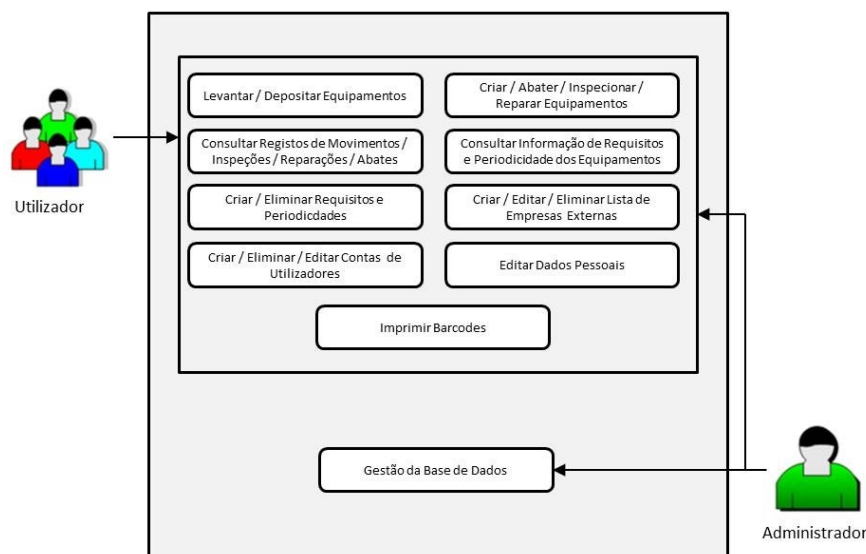 Levantar / Depositar Equipamentos
Criar / Abater / Inspecionar /
Reparar Equipamentos
Consultar Registos de Movimentos /
Inspeções / Reparações / Abates
Consultar Informação de Requisitos
e Periodicidade dos Equipamentos
Utilizador
Criar / Eliminar Requisitos e
Periodicdades
Criar / Editar / Eliminar Lista de
Empresas Externas
Criar / Eliminar / Editar Contas de
Utilizadores
Editar Dados Pessoais
Imprimir Barcodes
Gestão da Base de Dados
Administrador